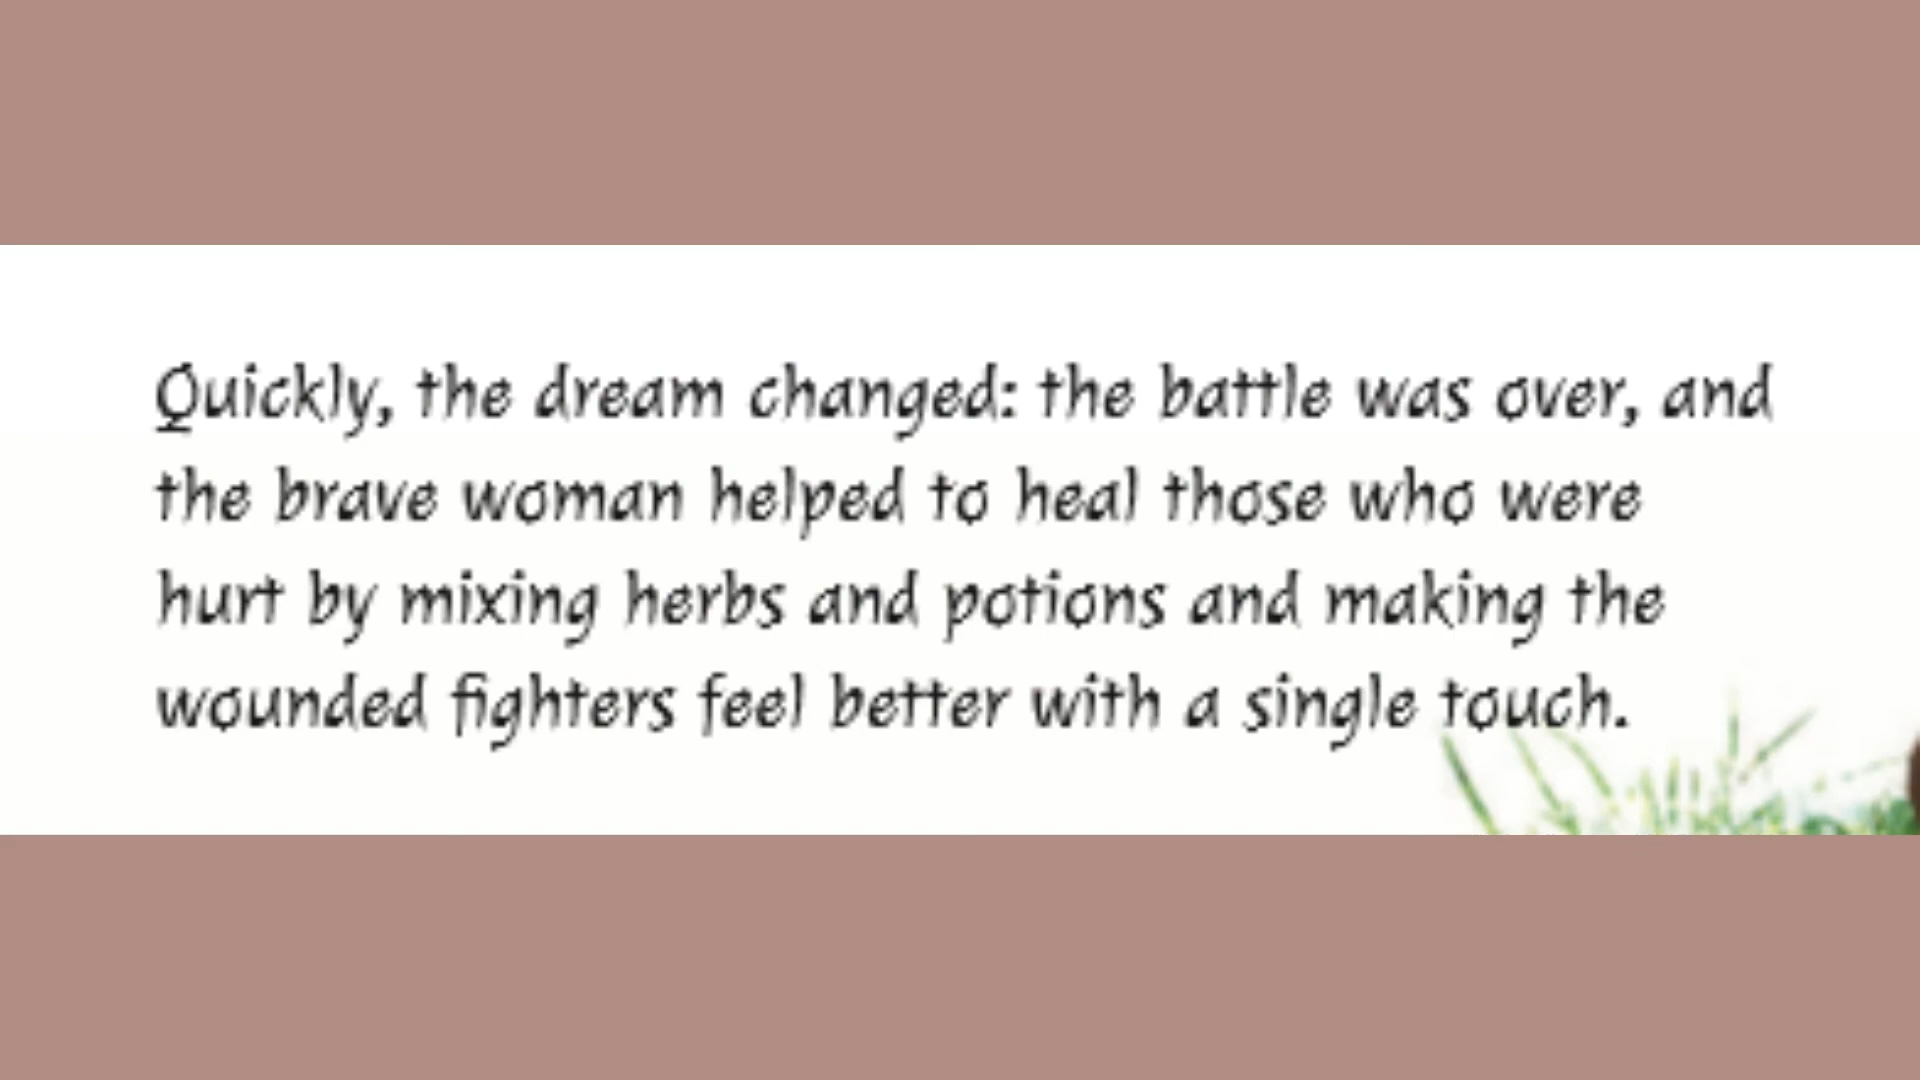 Quickly, the dream changed: the battle was over, and
the brave woman helped to heal those who were
hurt by mixing herbs and potions and making the
wounded fighters feel better with a single touch.